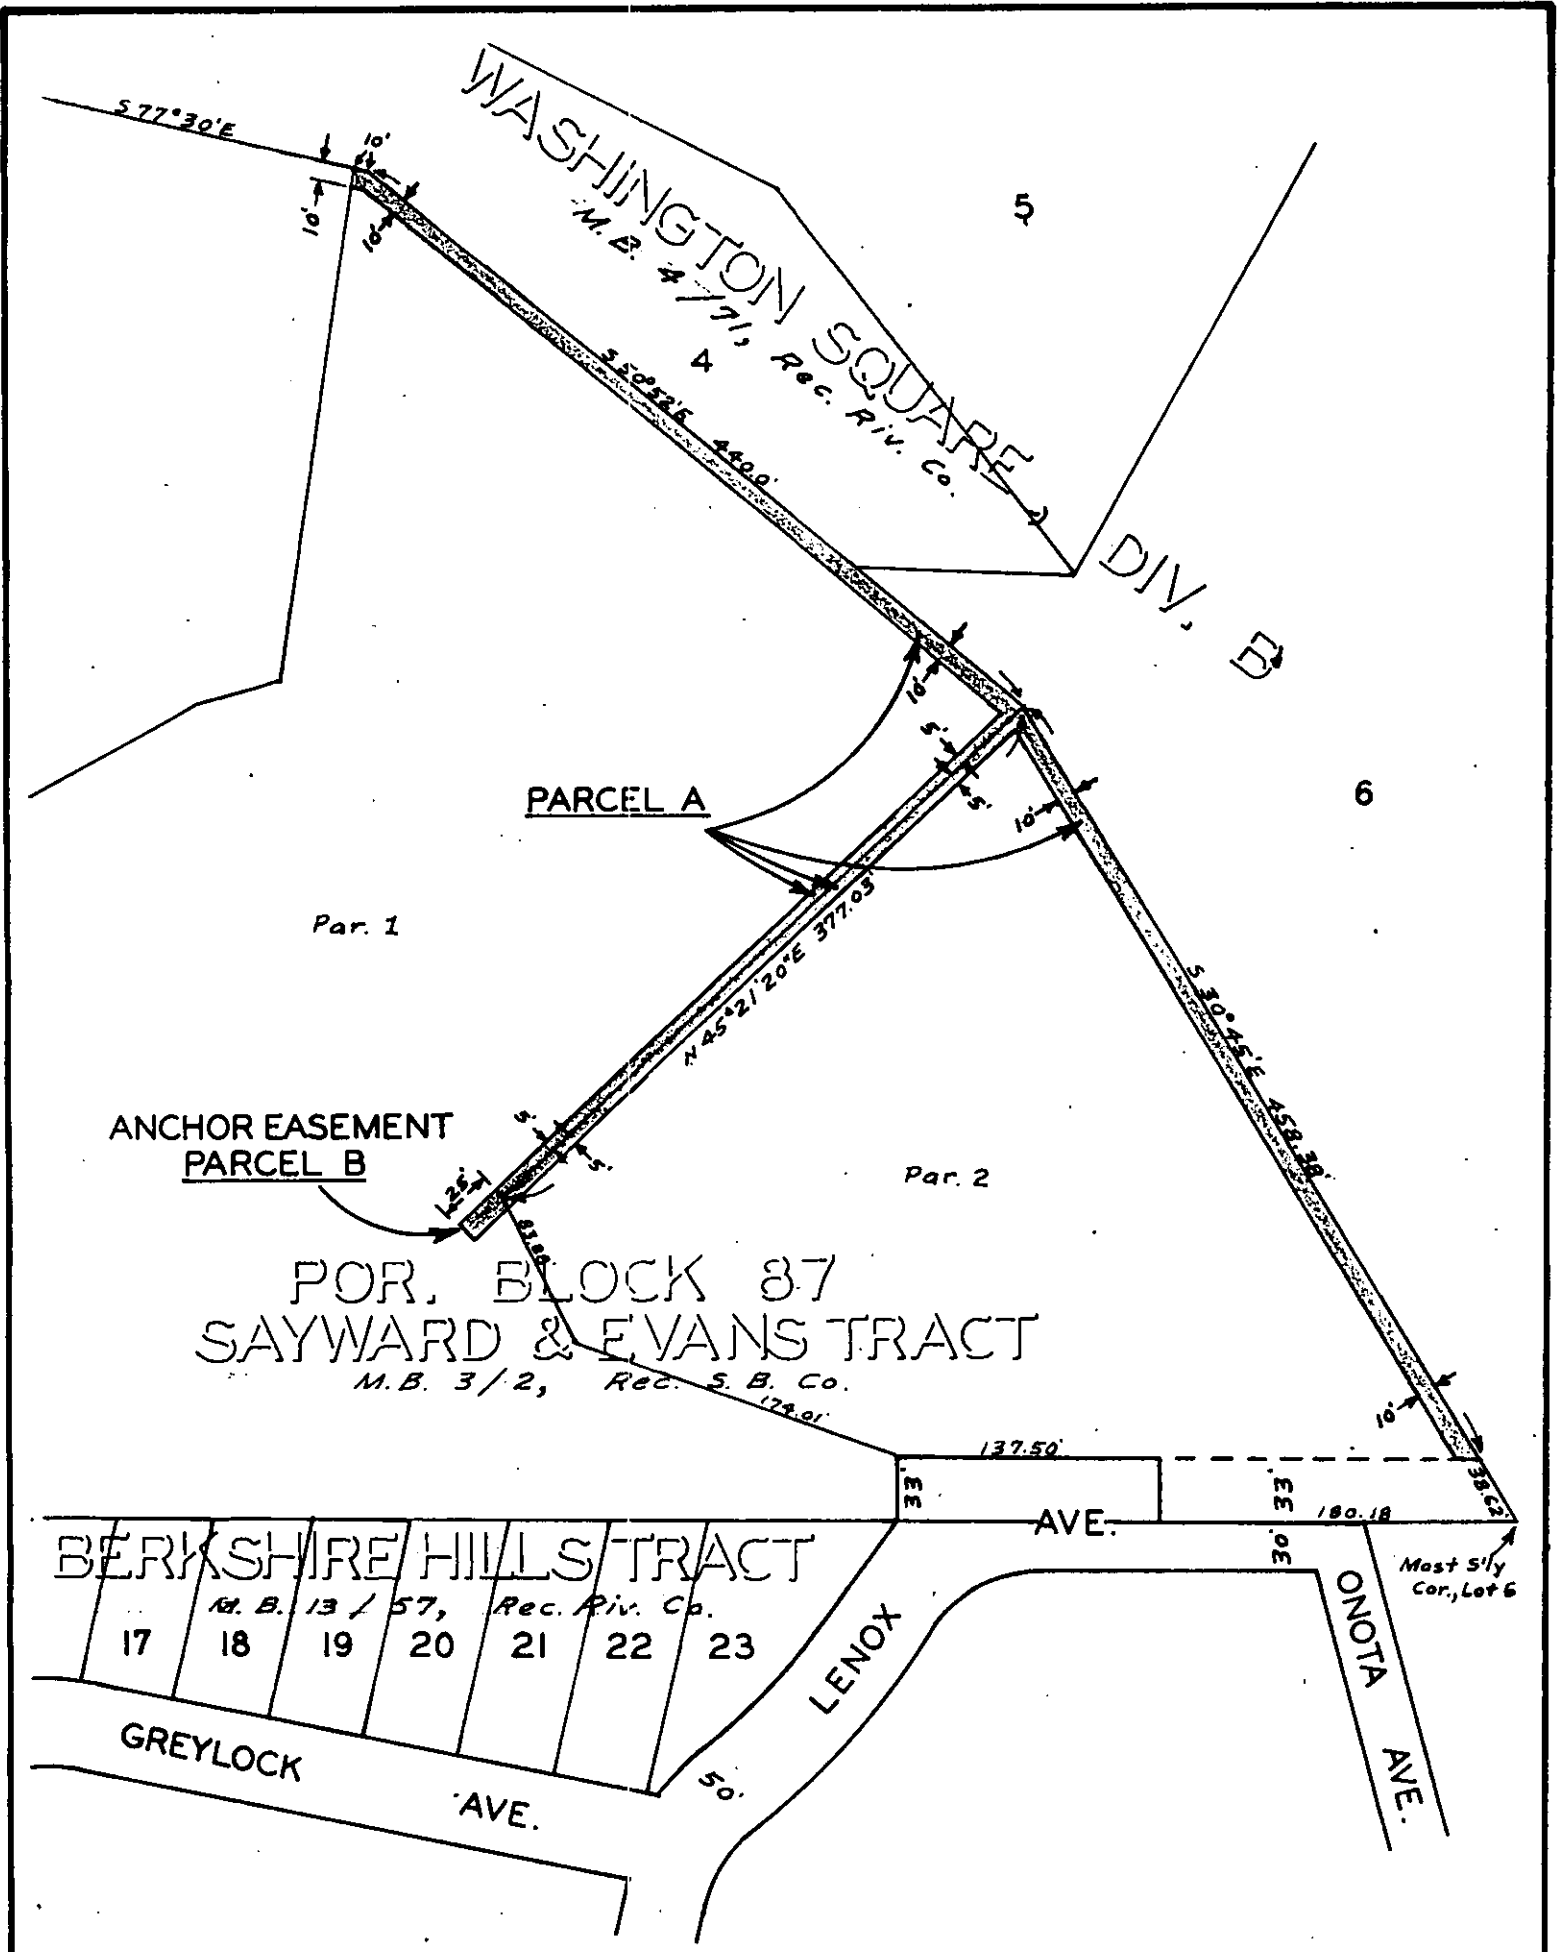 S 77°30'E
10'
10'
10'
WASHINGTON SQUARE, DIV. B
M.B. 4/71, Rec. Riv. Co.
5
4
S 50°52'E 440.0'
10'
5'
5'
10'
6
PARCEL A
Par. 1
N 45°21'20"E 377.03'
S 30°45'E 458.38'
ANCHOR EASEMENT
PARCEL B
5'
5'
25'
Par. 2
83.88
POR. BLOCK 87
SAYWARD & EVANS TRACT
M.B. 3/2, Rec. S. B. Co.
174.01'
10'
137.50'
33'
33'
38.62'
AVE.
180.18
30'
Most S'ly
Cor., Lot 6
BERKSHIRE HILLS TRACT
M. B. 13 / 57, Rec. Riv. Co.
17 18 19 20 21 22 23
LENOX
ONOTA AVE.
GREYLOCK AVE.
50'